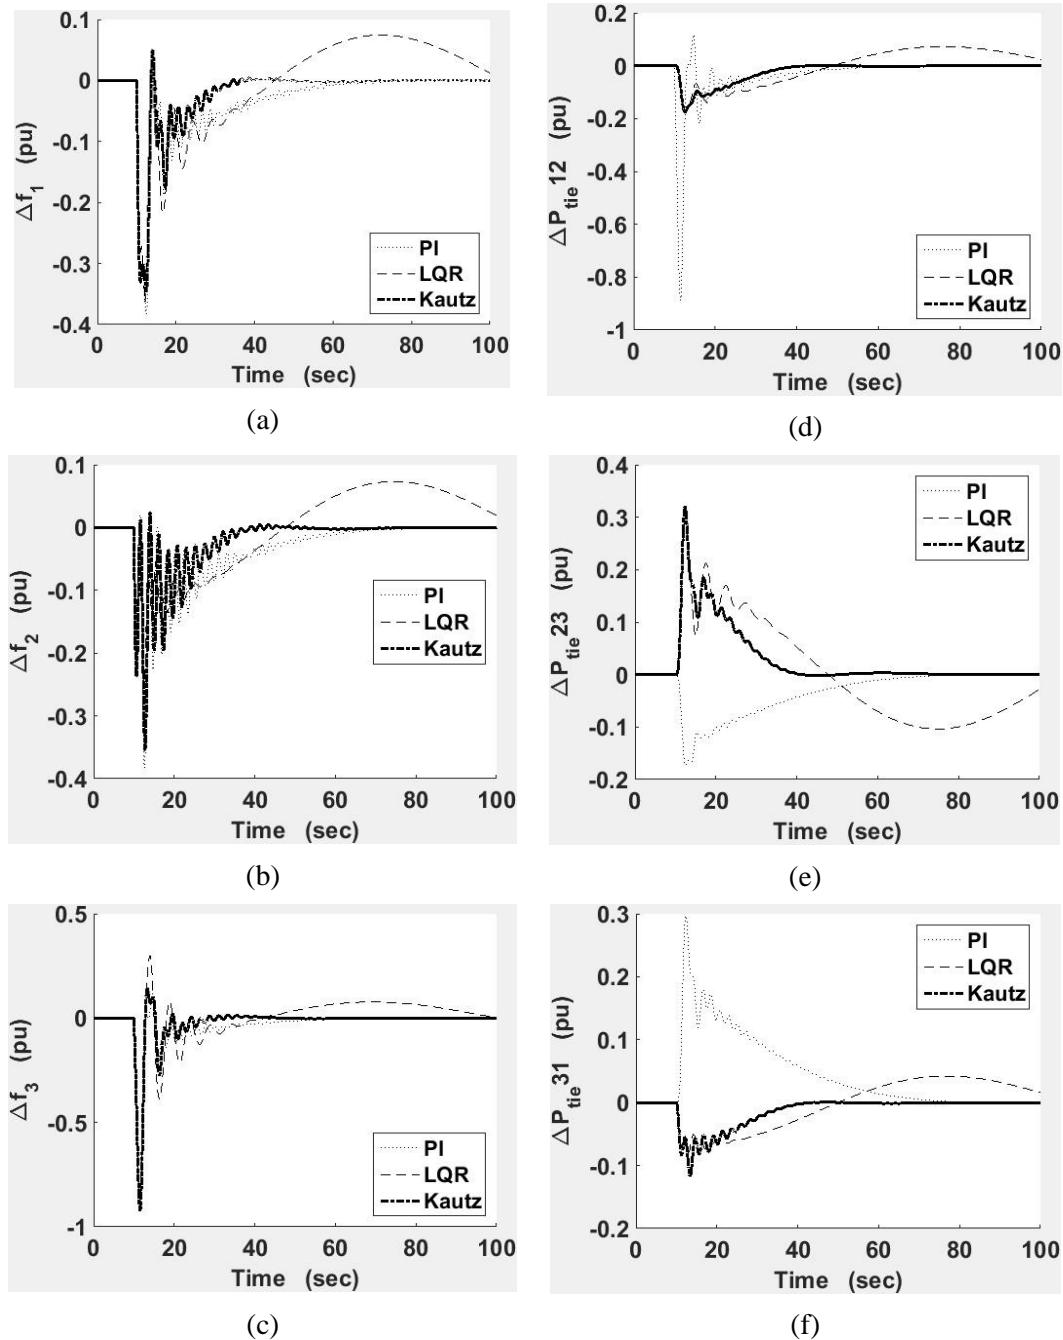 0.1
0
-0.1
-0.2
-0.3
-0.4
Δf1 (pu)
PI
LQR
Kautz
0 20 40 60 80 100
Time (sec)
(a)
0.2
0
-0.2
-0.4
-0.6
-0.8
-1
ΔPtie12 (pu)
PI
LQR
Kautz
0 20 40 60 80 100
Time (sec)
(d)
0.1
0
-0.1
-0.2
-0.3
-0.4
Δf2 (pu)
PI
LQR
Kautz
0 20 40 60 80 100
Time (sec)
(b)
0.4
0.3
0.2
0.1
0
-0.1
-0.2
ΔPtie23 (pu)
PI
LQR
Kautz
0 20 40 60 80 100
Time (sec)
(e)
0.5
0
-0.5
-1
Δf3 (pu)
PI
LQR
Kautz
0 20 40 60 80 100
Time (sec)
(c)
0.3
0.2
0.1
0
-0.1
-0.2
ΔPtie31 (pu)
PI
LQR
Kautz
0 20 40 60 80 100
Time (sec)
(f)